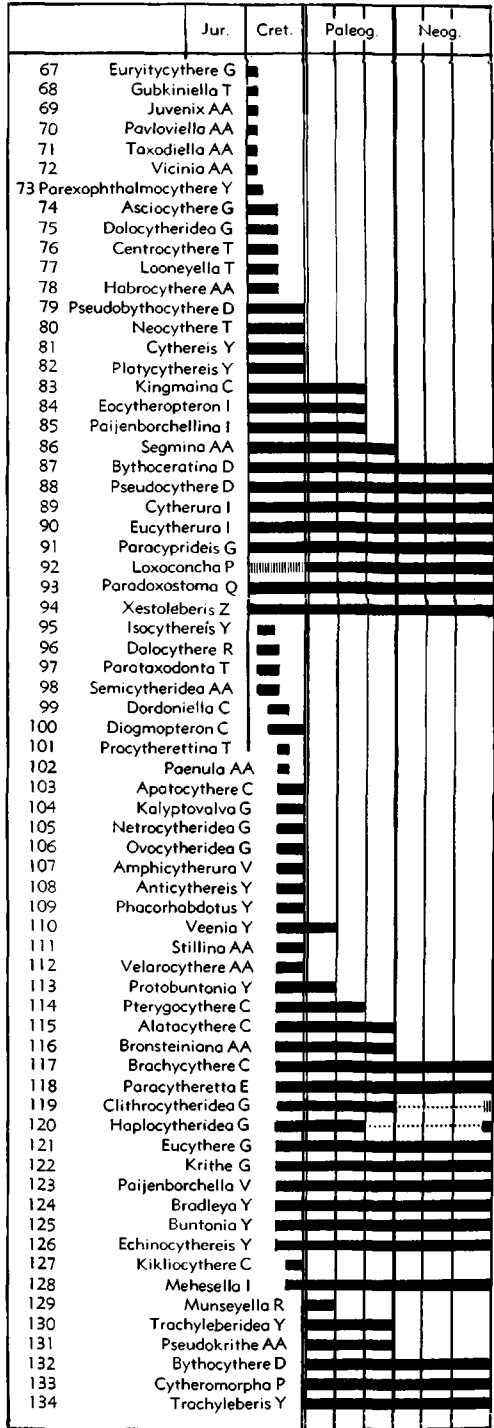 Jur. Cret. Paleog. Neog.
67 Euryitycythere G
68 Gubkiniella T
69 Juvenix AA
70 Pavloviella AA
71 Taxodiella AA
72 Vicinia AA
73 Parexophthalmocythere Y
74 Asciocythere G
75 Dolocytheridea G
76 Centrocythere T
77 Looneyella T
78 Habrocythere AA
79 Pseudobythocythere D
80 Neocythere T
81 Cythereis Y
82 Platycythereis Y
83 Kingmaina C
84 Eocytheropteron I
85 Paijenborchellina I
86 Segmina AA
87 Bythoceratina D
88 Pseudocythere D
89 Cytherura I
90 Eucytherura I
91 Paracyprideis G
92 Loxoconcha P
93 Paradoxostoma Q
94 Xestoleberis Z
95 Isocythereis Y
96 Dolocythere R
97 Parataxodonta T
98 Semicytheridea AA
99 Dordoniella C
100 Diogmopteron C
101 Procytherettina T
102 Paenula AA
103 Apatocythere C
104 Kalyptovalva G
105 Netrocytheridea G
106 Ovocytheridea G
107 Amphicytherura V
108 Anticythereis Y
109 Phacorhabdotus Y
110 Veenia Y
111 Stillina AA
112 Velarocythere AA
113 Protobuntonia Y
114 Pterygocythere C
115 Alatacythere C
116 Bronsteiniana AA
117 Brachycythere C
118 Paracytheretta E
119 Clithrocytheridea G
120 Haplocytheridea G
121 Eucythere G
122 Krithe G
123 Paijenborchella V
124 Bradleya Y
125 Buntonia Y
126 Echinocythereis Y
127 Kikliocythere C
128 Mehesella I
129 Munseyella R
130 Trachyleberidea Y
131 Pseudokrithe AA
132 Bythocythere D
133 Cytheromorpha P
134 Trachyleberis Y